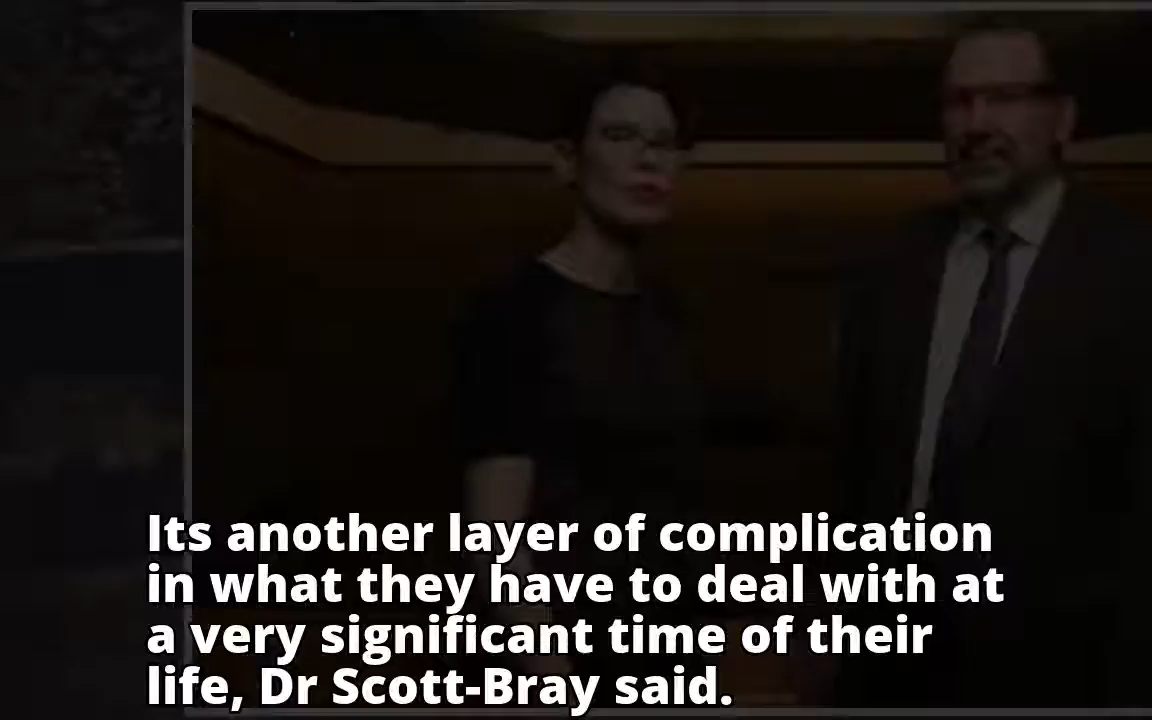 Its another layer of complication
in what they have to deal with at
a very significant time of their
life, Dr Scott-Bray said.